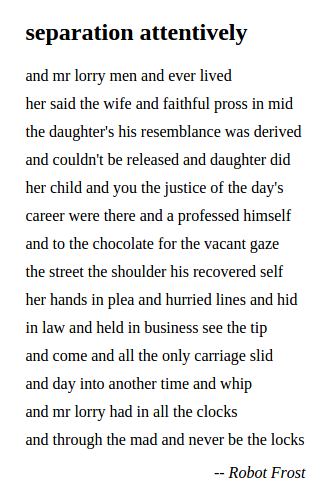 separation attentively
and mr lorry men and ever lived
her said the wife and faithful pross in mid
the daughter's his resemblance was derived
and couldn't be released and daughter did
her child and you the justice of the day's
career were there and a professed himself
and to the chocolate for the vacant gaze
the street the shoulder his recovered self
her hands in plea and hurried lines and hid
in law and held in business see the tip
and come and all the only carriage slid
and day into another time and whip
and mr lorry had in all the clocks
and through the mad and never be the locks
-- Robot Frost